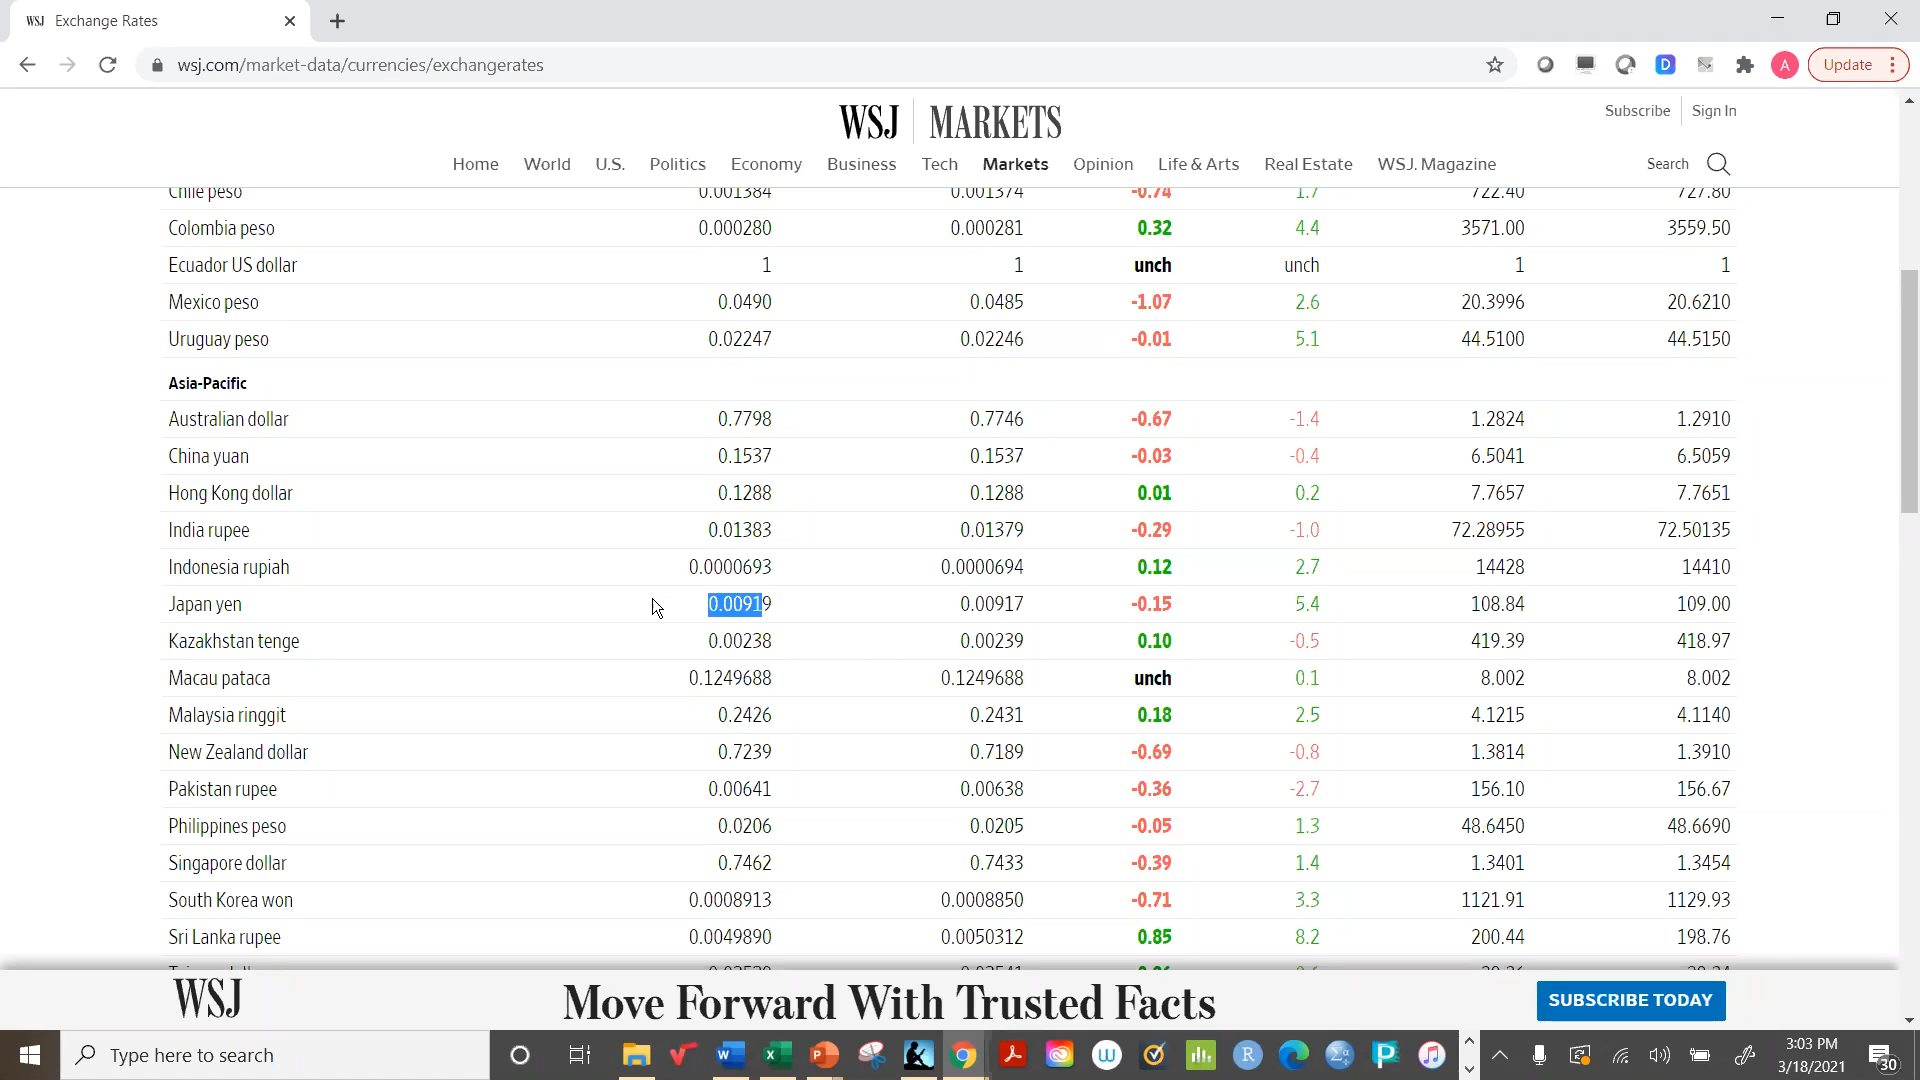 WSJ Exchange Rates
wsj.com/market-data/currencies/exchangerates
D
A
Update
WSJ MARKETS
Subscribe Sign In
Home World U.S. Politics Economy Business Tech Markets Opinion Life & Arts Real Estate WSJ. Magazine Search
Chile peso 0.001384 0.001374 -0.74 1.7 722.40 727.80
Colombia peso 0.000280 0.000281 0.32 4.4 3571.00 3559.50
Ecuador US dollar 1 1 unch unch 1 1
Mexico peso 0.0490 0.0485 -1.07 2.6 20.3996 20.6210
Uruguay peso 0.02247 0.02246 -0.01 5.1 44.5100 44.5150
Asia-Pacific
Australian dollar 0.7798 0.7746 -0.67 -1.4 1.2824 1.2910
China yuan 0.1537 0.1537 -0.03 -0.4 6.5041 6.5059
Hong Kong dollar 0.1288 0.1288 0.01 0.2 7.7657 7.7651
India rupee 0.01383 0.01379 -0.29 -1.0 72.28955 72.50135
Indonesia rupiah 0.0000693 0.0000694 0.12 2.7 14428 14410
Japan yen 0.00919 0.00917 -0.15 5.4 108.84 109.00
Kazakhstan tenge 0.00238 0.00239 0.10 -0.5 419.39 418.97
Macau pataca 0.1249688 0.1249688 unch 0.1 8.002 8.002
Malaysia ringgit 0.2426 0.2431 0.18 2.5 4.1215 4.1140
New Zealand dollar 0.7239 0.7189 -0.69 -0.8 1.3814 1.3910
Pakistan rupee 0.00641 0.00638 -0.36 -2.7 156.10 156.67
Philippines peso 0.0206 0.0205 -0.05 1.3 48.6450 48.6690
Singapore dollar 0.7462 0.7433 -0.39 1.4 1.3401 1.3454
South Korea won 0.0008913 0.0008850 -0.71 3.3 1121.91 1129.93
Sri Lanka rupee 0.0049890 0.0050312 0.85 8.2 200.44 198.76
WSJ Move Forward With Trusted Facts SUBSCRIBE TODAY
Type here to search
3:03 PM
3/18/2021
30